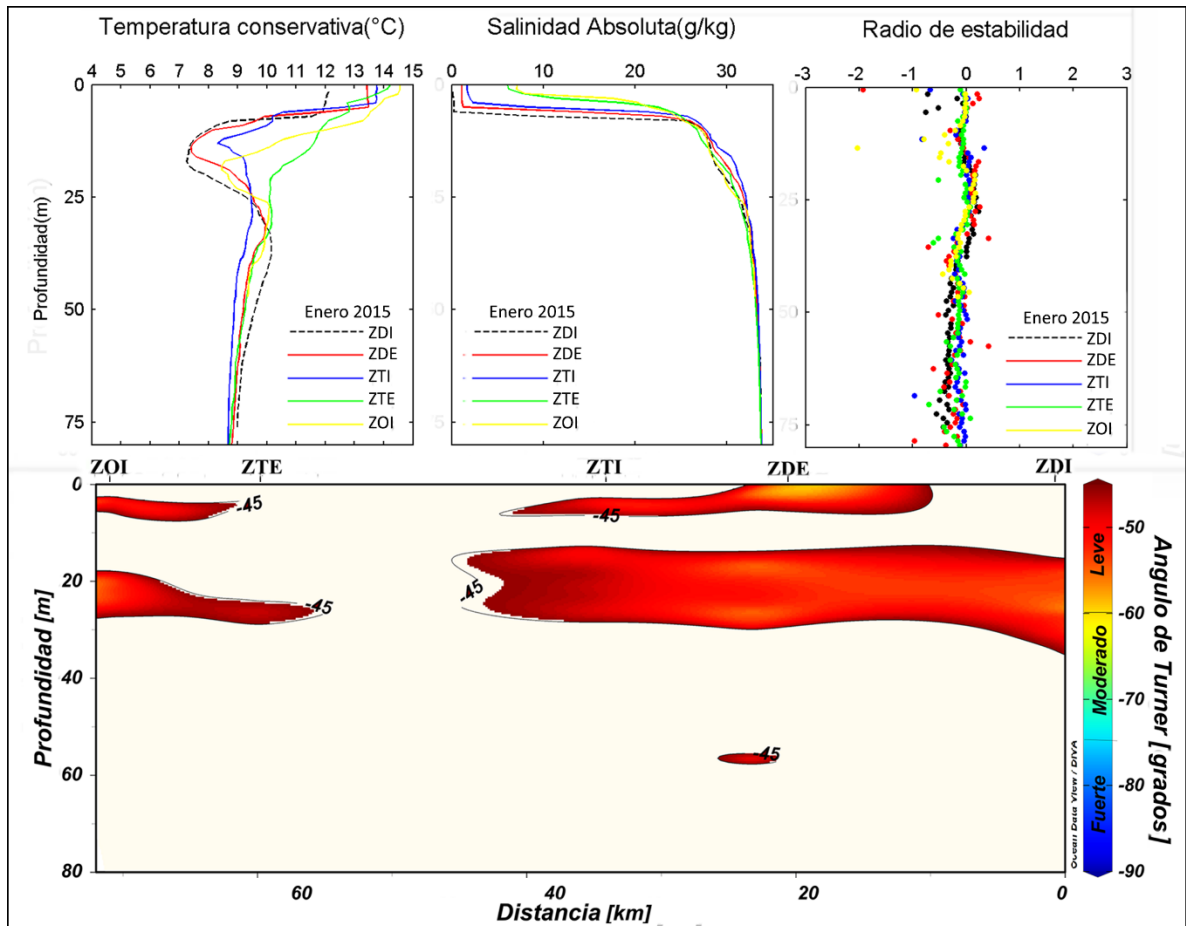 Temperatura conservativa(°C)
Salinidad Absoluta(g/kg)
Radio de estabilidad
4 5 6 7 8 9 10 11 12 13 14 15
0 10 20 30
-3 -2 -1 0 1 2 3
Profundidad(m)
0
25
50
75
0
25
50
75
Enero 2015
ZDI
ZDE
ZTI
ZTE
ZOI
Enero 2015
ZDI
ZDE
ZTI
ZTE
ZOI
Enero 2015
ZDI
ZDE
ZTI
ZTE
ZOI
ZOI ZTE ZTI ZDE ZDI
Profundidad [m]
0
20
40
60
80
-45
-45
-45
-45
-45
-45
60 40 20 0
Distancia [km]
Ocean Data View / DIVA
-50
-60
-70
-80
-90
Leve
Moderado
Fuerte
Angulo de Turner [grados]